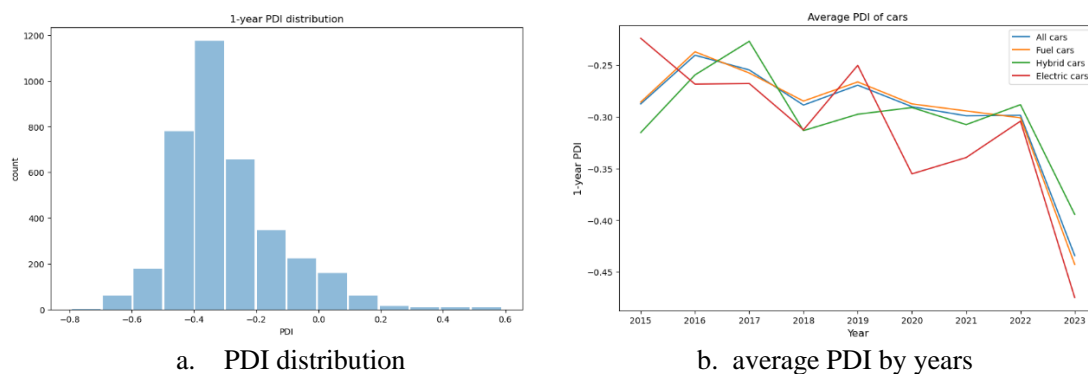 1-year PDI distribution
1200
1000
800
600
400
200
0
count
−0.8 −0.6 −0.4 −0.2 0.0 0.2 0.4 0.6
PDI
a. PDI distribution
Average PDI of cars
All cars
Fuel cars
Hybrid cars
Electric cars
−0.25
−0.30
−0.35
−0.40
−0.45
1-year PDI
2015 2016 2017 2018 2019 2020 2021 2022 2023
Year
b. average PDI by years